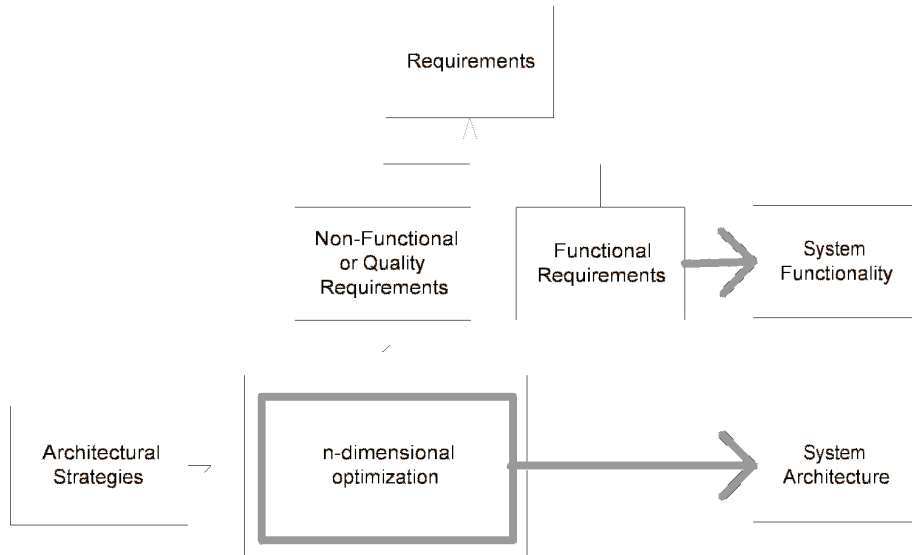 Requirements
Non-Functional
or Quality
Requirements
Functional
Requirements
System
Functionality
Architectural
Strategies
n-dimensional
optimization
System
Architecture